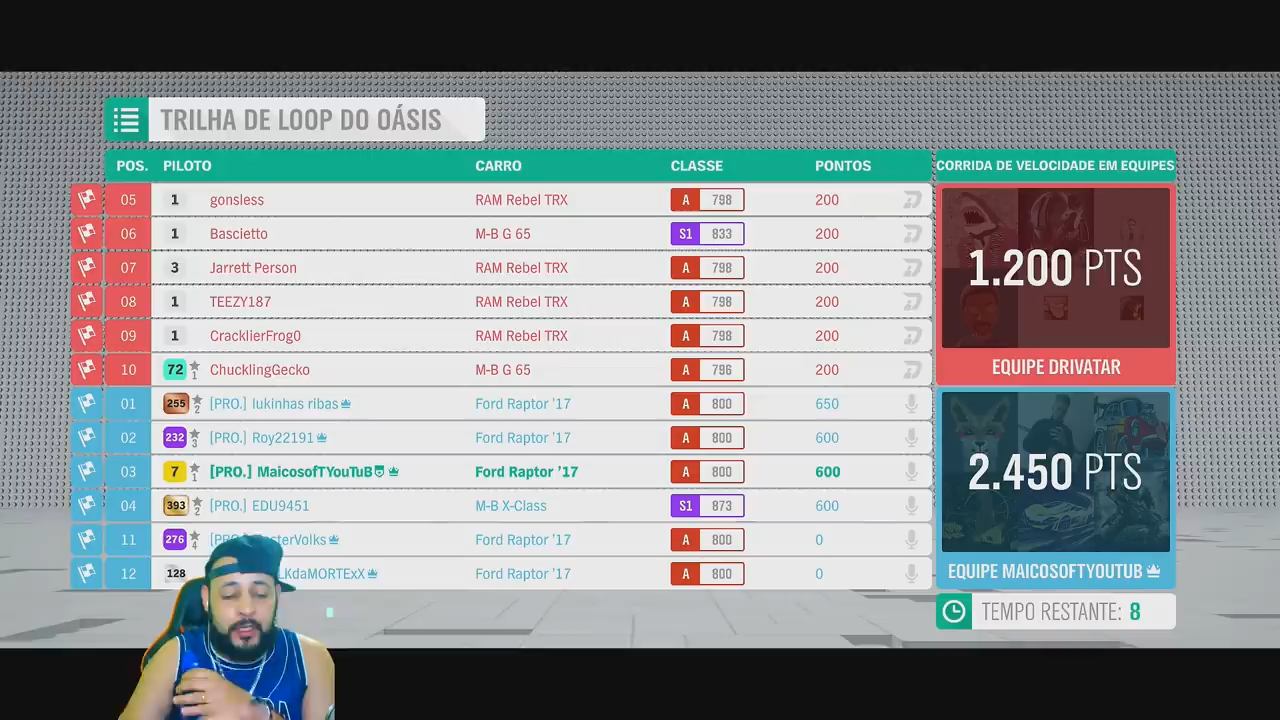 TRILHA DE LOOP DO OÁSIS
POS. PILOTO CARRO CLASSE PONTOS
05 1 gonsless RAM Rebel TRX A 798 200
06 1 Bascietto M-B G 65 S1 833 200
07 3 Jarrett Person RAM Rebel TRX A 798 200
08 1 TEEZY187 RAM Rebel TRX A 798 200
09 1 CracklierFrog0 RAM Rebel TRX A 798 200
10 72 1 ChucklingGecko M-B G 65 A 796 200
01 255 2 [PRO.] lukinhas ribas Ford Raptor '17 A 800 650
02 232 3 [PRO.] Roy22191 Ford Raptor '17 A 800 600
03 7 1 [PRO.] MaicosofTYouTuB Ford Raptor '17 A 800 600
04 393 2 [PRO.] EDU9451 M-B X-Class S1 873 600
11 276 4 Ford Raptor '17 A 800 0
12 128 LKdaMORTExX Ford Raptor '17 A 800 0
CORRIDA DE VELOCIDADE EM EQUIPES
1.200 PTS
EQUIPE DRIVATAR
2.450 PTS
EQUIPE MAICOSOFTYOUTUB
TEMPO RESTANTE: 8